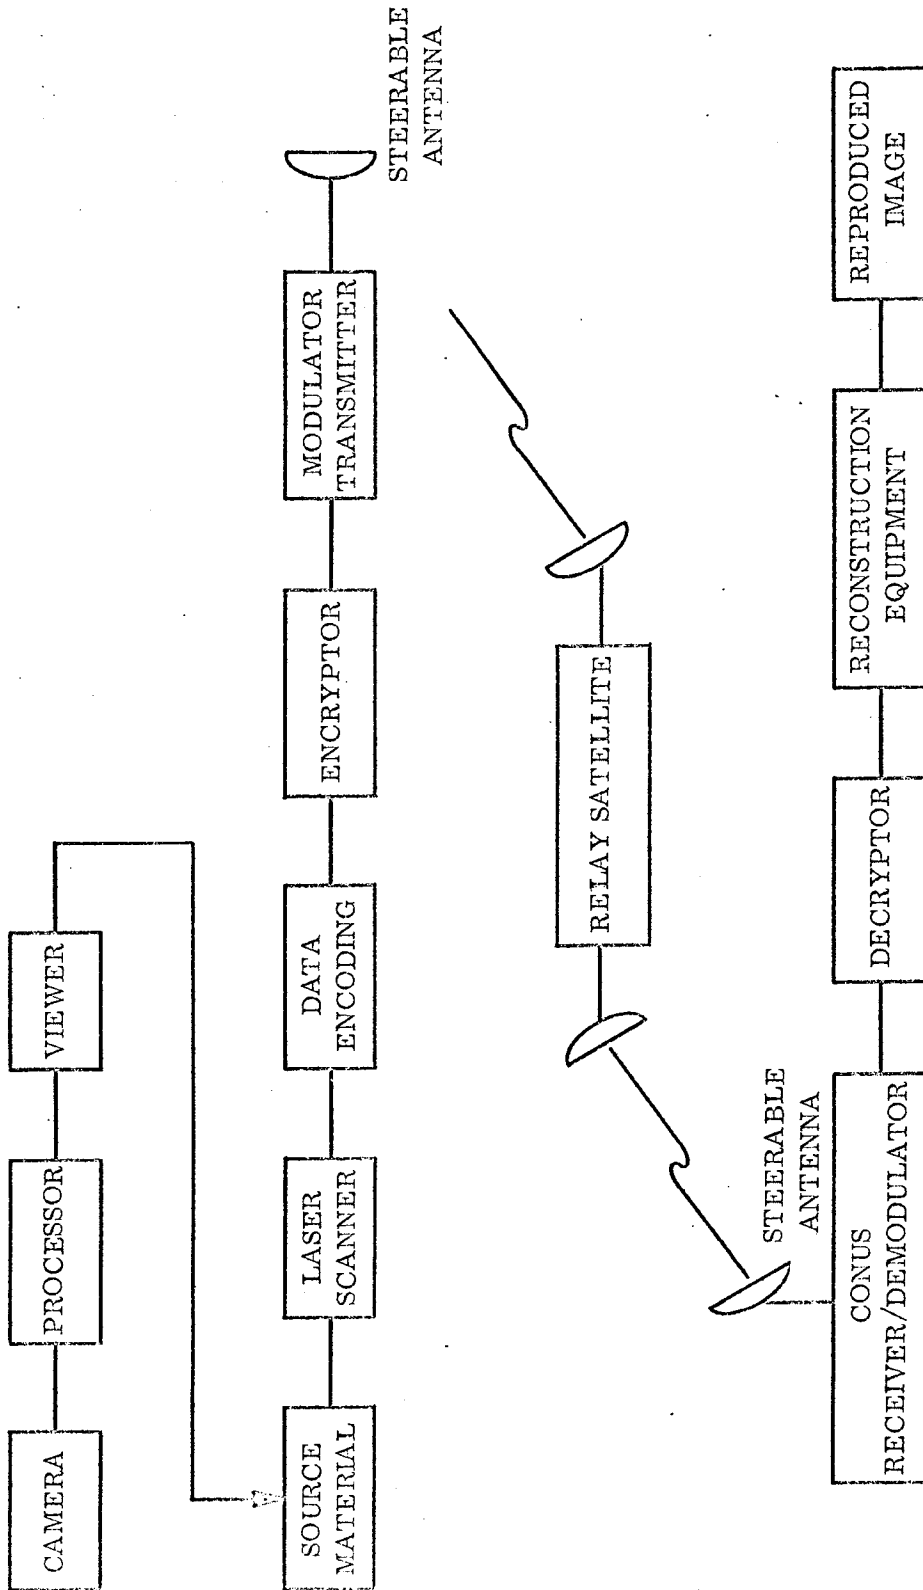 CAMERA
PROCESSOR
VIEWER
SOURCE
MATERIAL
LASER
SCANNER
DATA
ENCODING
ENCRYPTOR
MODULATOR
TRANSMITTER
STEERABLE
ANTENNA
RELAY SATELLITE
STEERABLE
ANTENNA
CONUS
RECEIVER/DEMODULATOR
DECRYPTOR
RECONSTRUCTION
EQUIPMENT
REPRODUCED
IMAGE